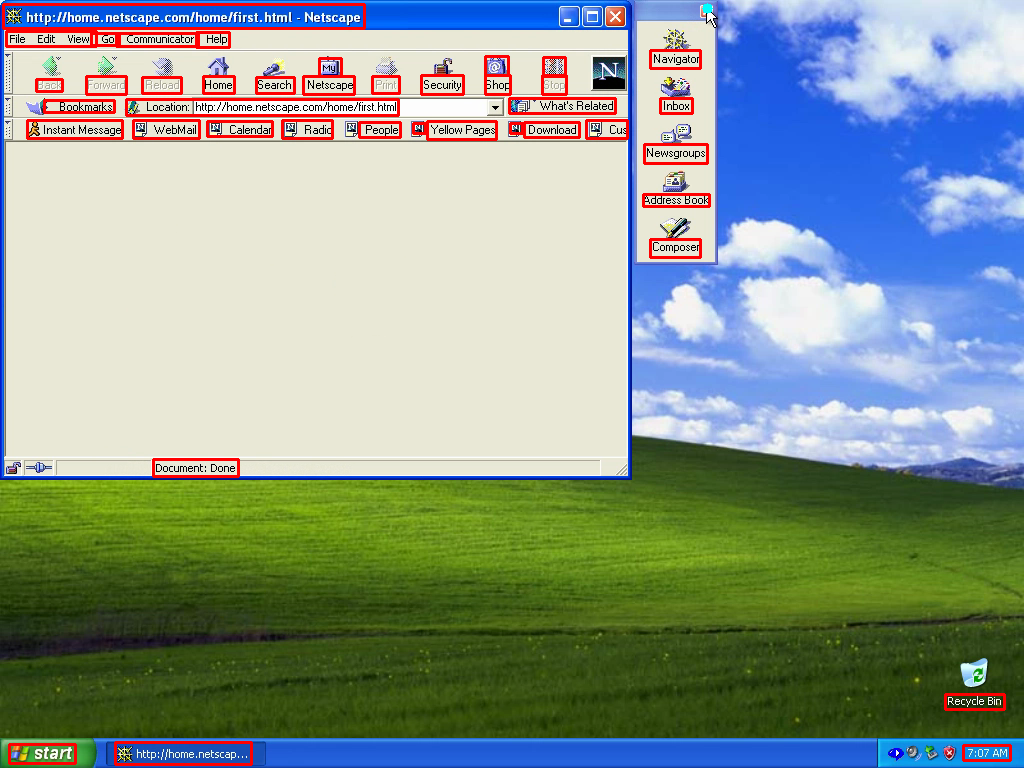 http://home.netscape.com/home/first.html - Netscape
File Edit View Go Communicator Help
Back Forward Reload Home Search Netscape Print Security Shop Stop
My
N
Bookmarks Location: http://home.netscape.com/home/first.html What's Related
Instant Message WebMail Calendar Radio People Yellow Pages Download Cus
Document: Done
Navigator
Inbox
Newsgroups
Address Book
Composer
Recycle Bin
start http://home.netscap... 7:07 AM